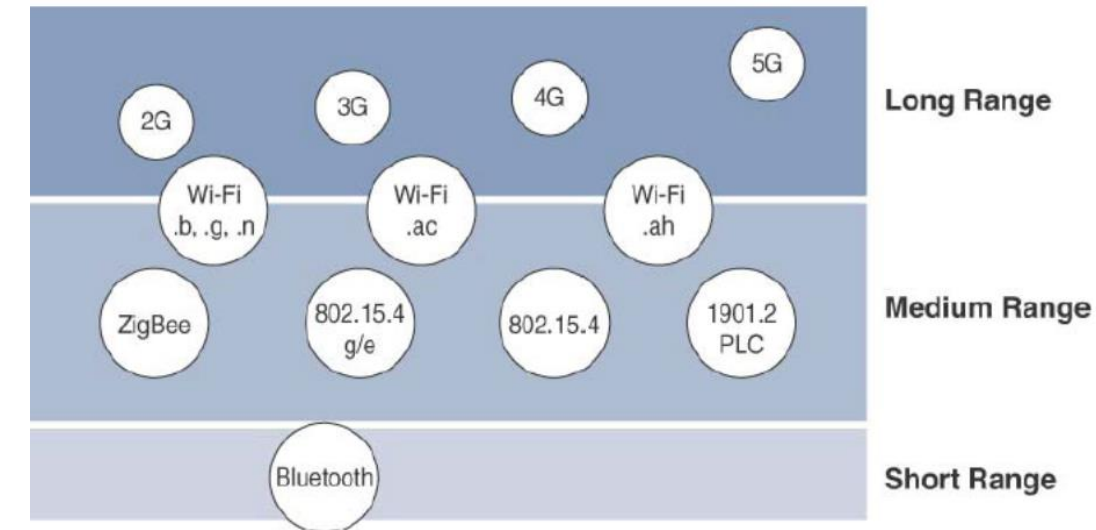 5G
4G
3G
2G
Long Range
Wi-Fi
.b, .g, .n
Wi-Fi
.ac
Wi-Fi
.ah
ZigBee
802.15.4
g/e
802.15.4
1901.2
PLC
Medium Range
Bluetooth
Short Range